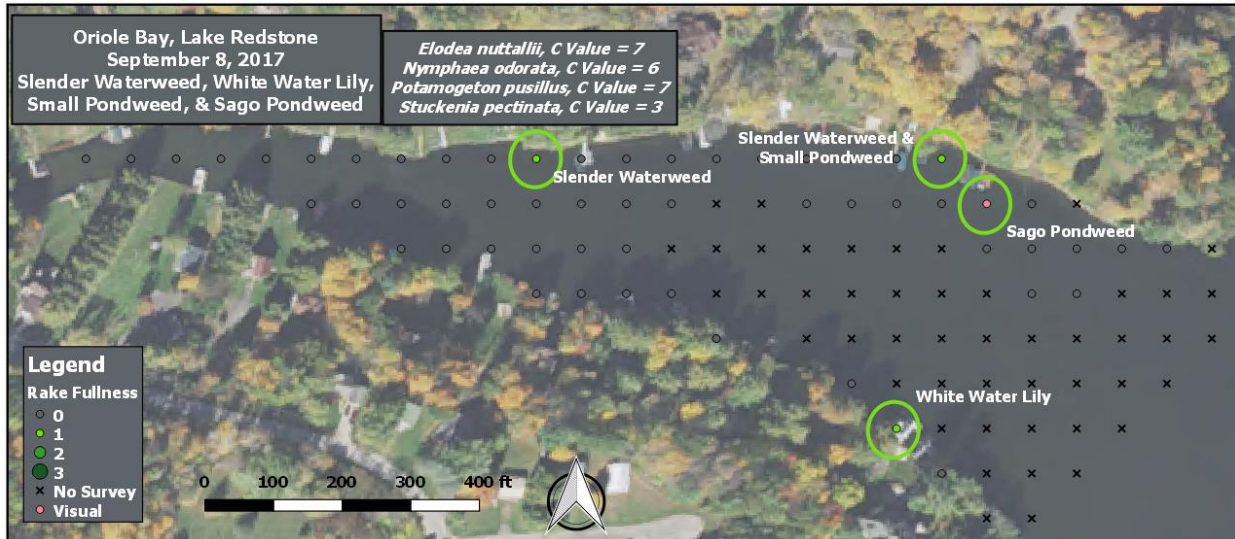 Oriole Bay, Lake Redstone
September 8, 2017
Slender Waterweed, White Water Lily,
Small Pondweed, & Sago Pondweed
Elodea nuttallii, C Value = 7
Nymphaea odorata, C Value = 6
Potamogeton pusillus, C Value = 7
Stuckenia pectinata, C Value = 3
Slender Waterweed &
Small Pondweed
Slender Waterweed
Sago Pondweed
White Water Lily
Legend
Rake Fullness
0
1
2
3
No Survey
Visual
0 100 200 300 400 ft